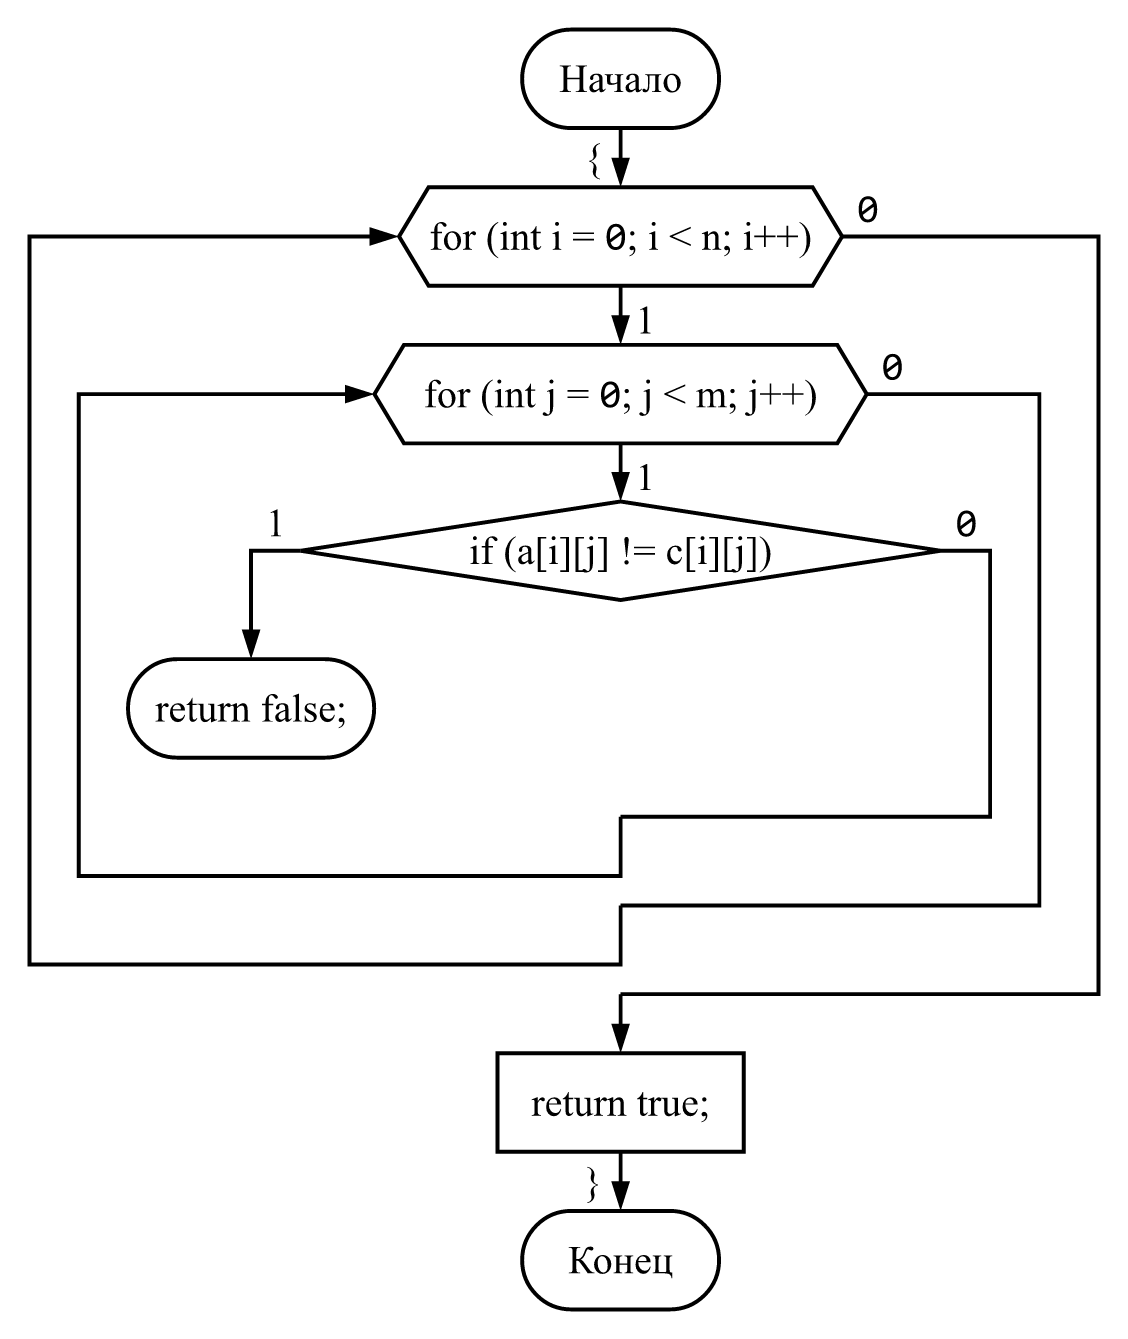 Начало
{
for (int i = 0; i < n; i++)
0
1
for (int j = 0; j < m; j++)
0
1
1
if (a[i][j] != c[i][j])
0
return false;
return true;
}
Конец